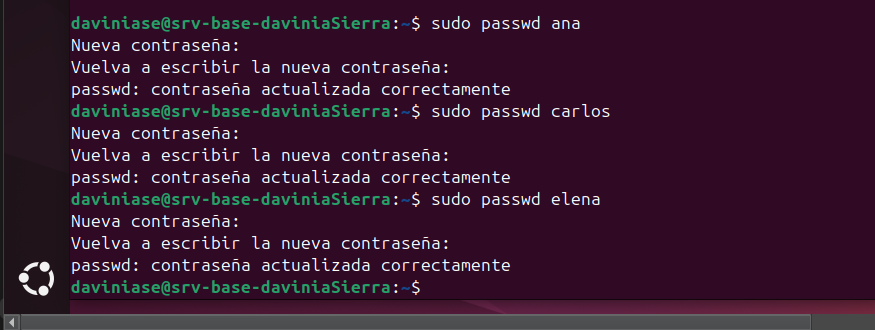 daviniase@srv-base-daviniaSierra:~$ sudo passwd ana
Nueva contraseña:
Vuelva a escribir la nueva contraseña:
passwd: contraseña actualizada correctamente
daviniase@srv-base-daviniaSierra:~$ sudo passwd carlos
Nueva contraseña:
Vuelva a escribir la nueva contraseña:
passwd: contraseña actualizada correctamente
daviniase@srv-base-daviniaSierra:~$ sudo passwd elena
Nueva contraseña:
Vuelva a escribir la nueva contraseña:
passwd: contraseña actualizada correctamente
daviniase@srv-base-daviniaSierra:~$